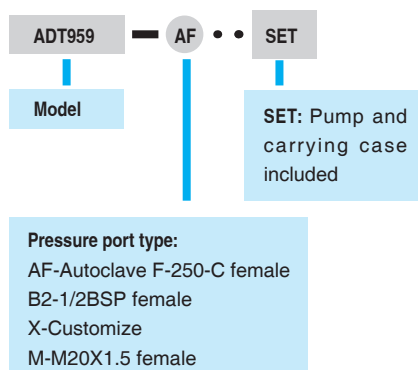 ADT959 — AF • • SET
Model
SET: Pump and
carrying case
included
Pressure port type:
AF-Autoclave F-250-C female
B2-1/2BSP female
X-Customize
M-M20X1.5 female